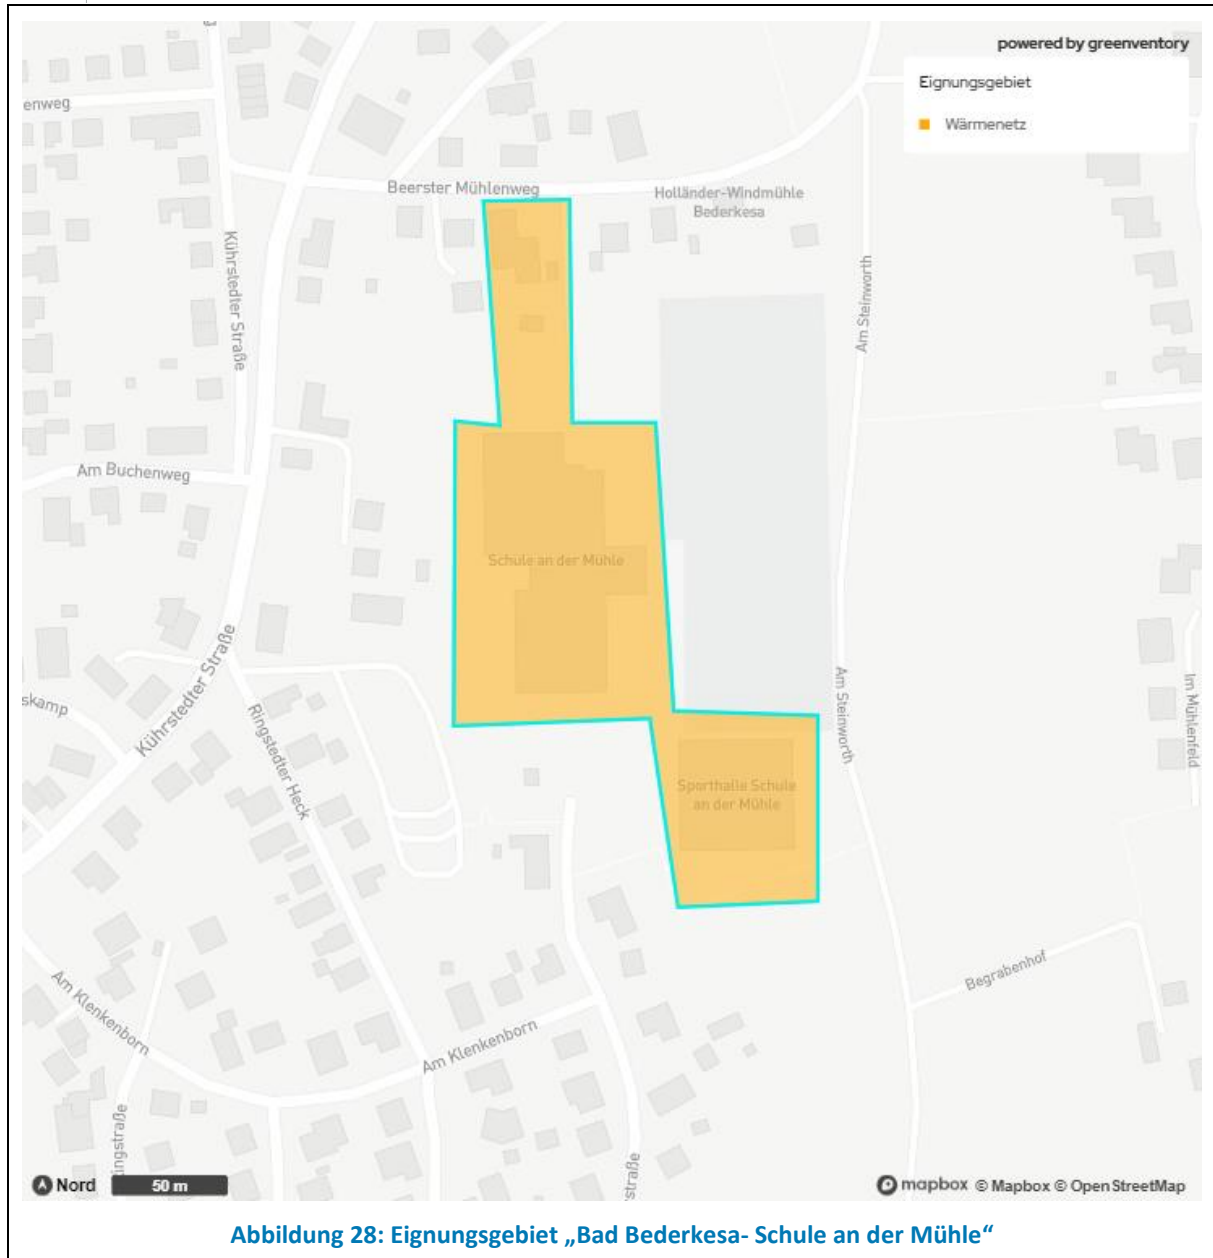 powered by greenventory
Eignungsgebiet
Wärmenetz
enweg
Beerster Mühlenweg
Holländer-Windmühle
Bederkesa
Kührstedter Straße
Am Steinworth
Am Buchenweg
Schule an der Mühle
Kührstedter Straße
skamp
Ringstedter Heck
Am Steinworth
Im Mühlenfeld
Sporthalle Schule
an der Mühle
Begrabenhof
Am Klenkenborn
Am Klenkenborn
ingstraße
straße
Nord
50 m
mapbox © Mapbox © OpenStreetMap
Abbildung 28: Eignungsgebiet „Bad Bederkesa- Schule an der Mühle“